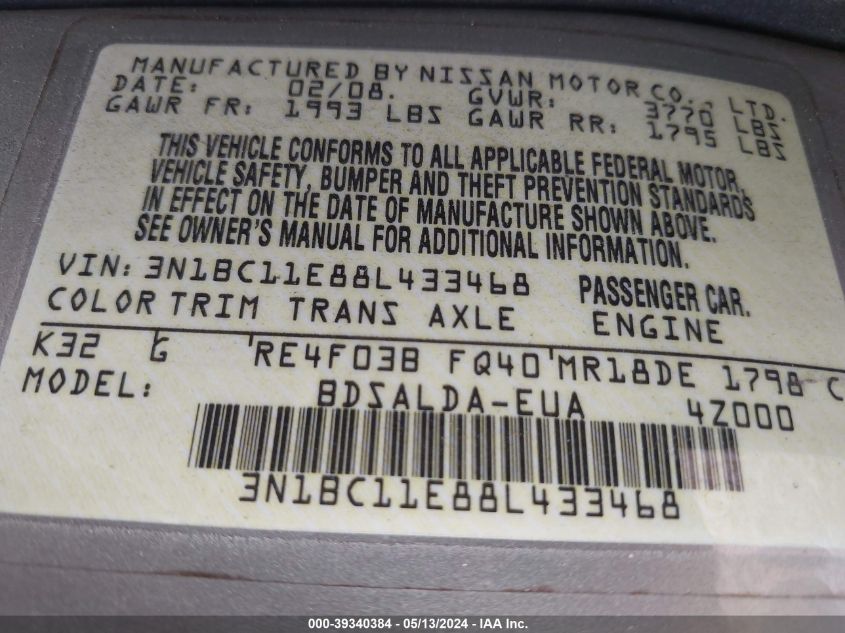 MANUFACTURED BY NISSAN MOTOR CO., LTD.
DATE: 02/08. GVWR: 3770 LBS
GAWR FR: 1993 LBS GAWR RR: 1795 LBS
THIS VEHICLE CONFORMS TO ALL APPLICABLE FEDERAL MOTOR
VEHICLE SAFETY, BUMPER AND THEFT PREVENTION STANDARDS
IN EFFECT ON THE DATE OF MANUFACTURE SHOWN ABOVE.
SEE OWNER'S MANUAL FOR ADDITIONAL INFORMATION.
VIN: 3N1BC11E88L433468 PASSENGER CAR.
COLOR TRIM TRANS AXLE ENGINE
K32 G RE4F03B FQ40 MR18DE 1798 C
MODEL: BDSALDA-EUA 4Z000
3N1BC11E88L433468
000-39340384 - 05/13/2024 - IAA Inc.